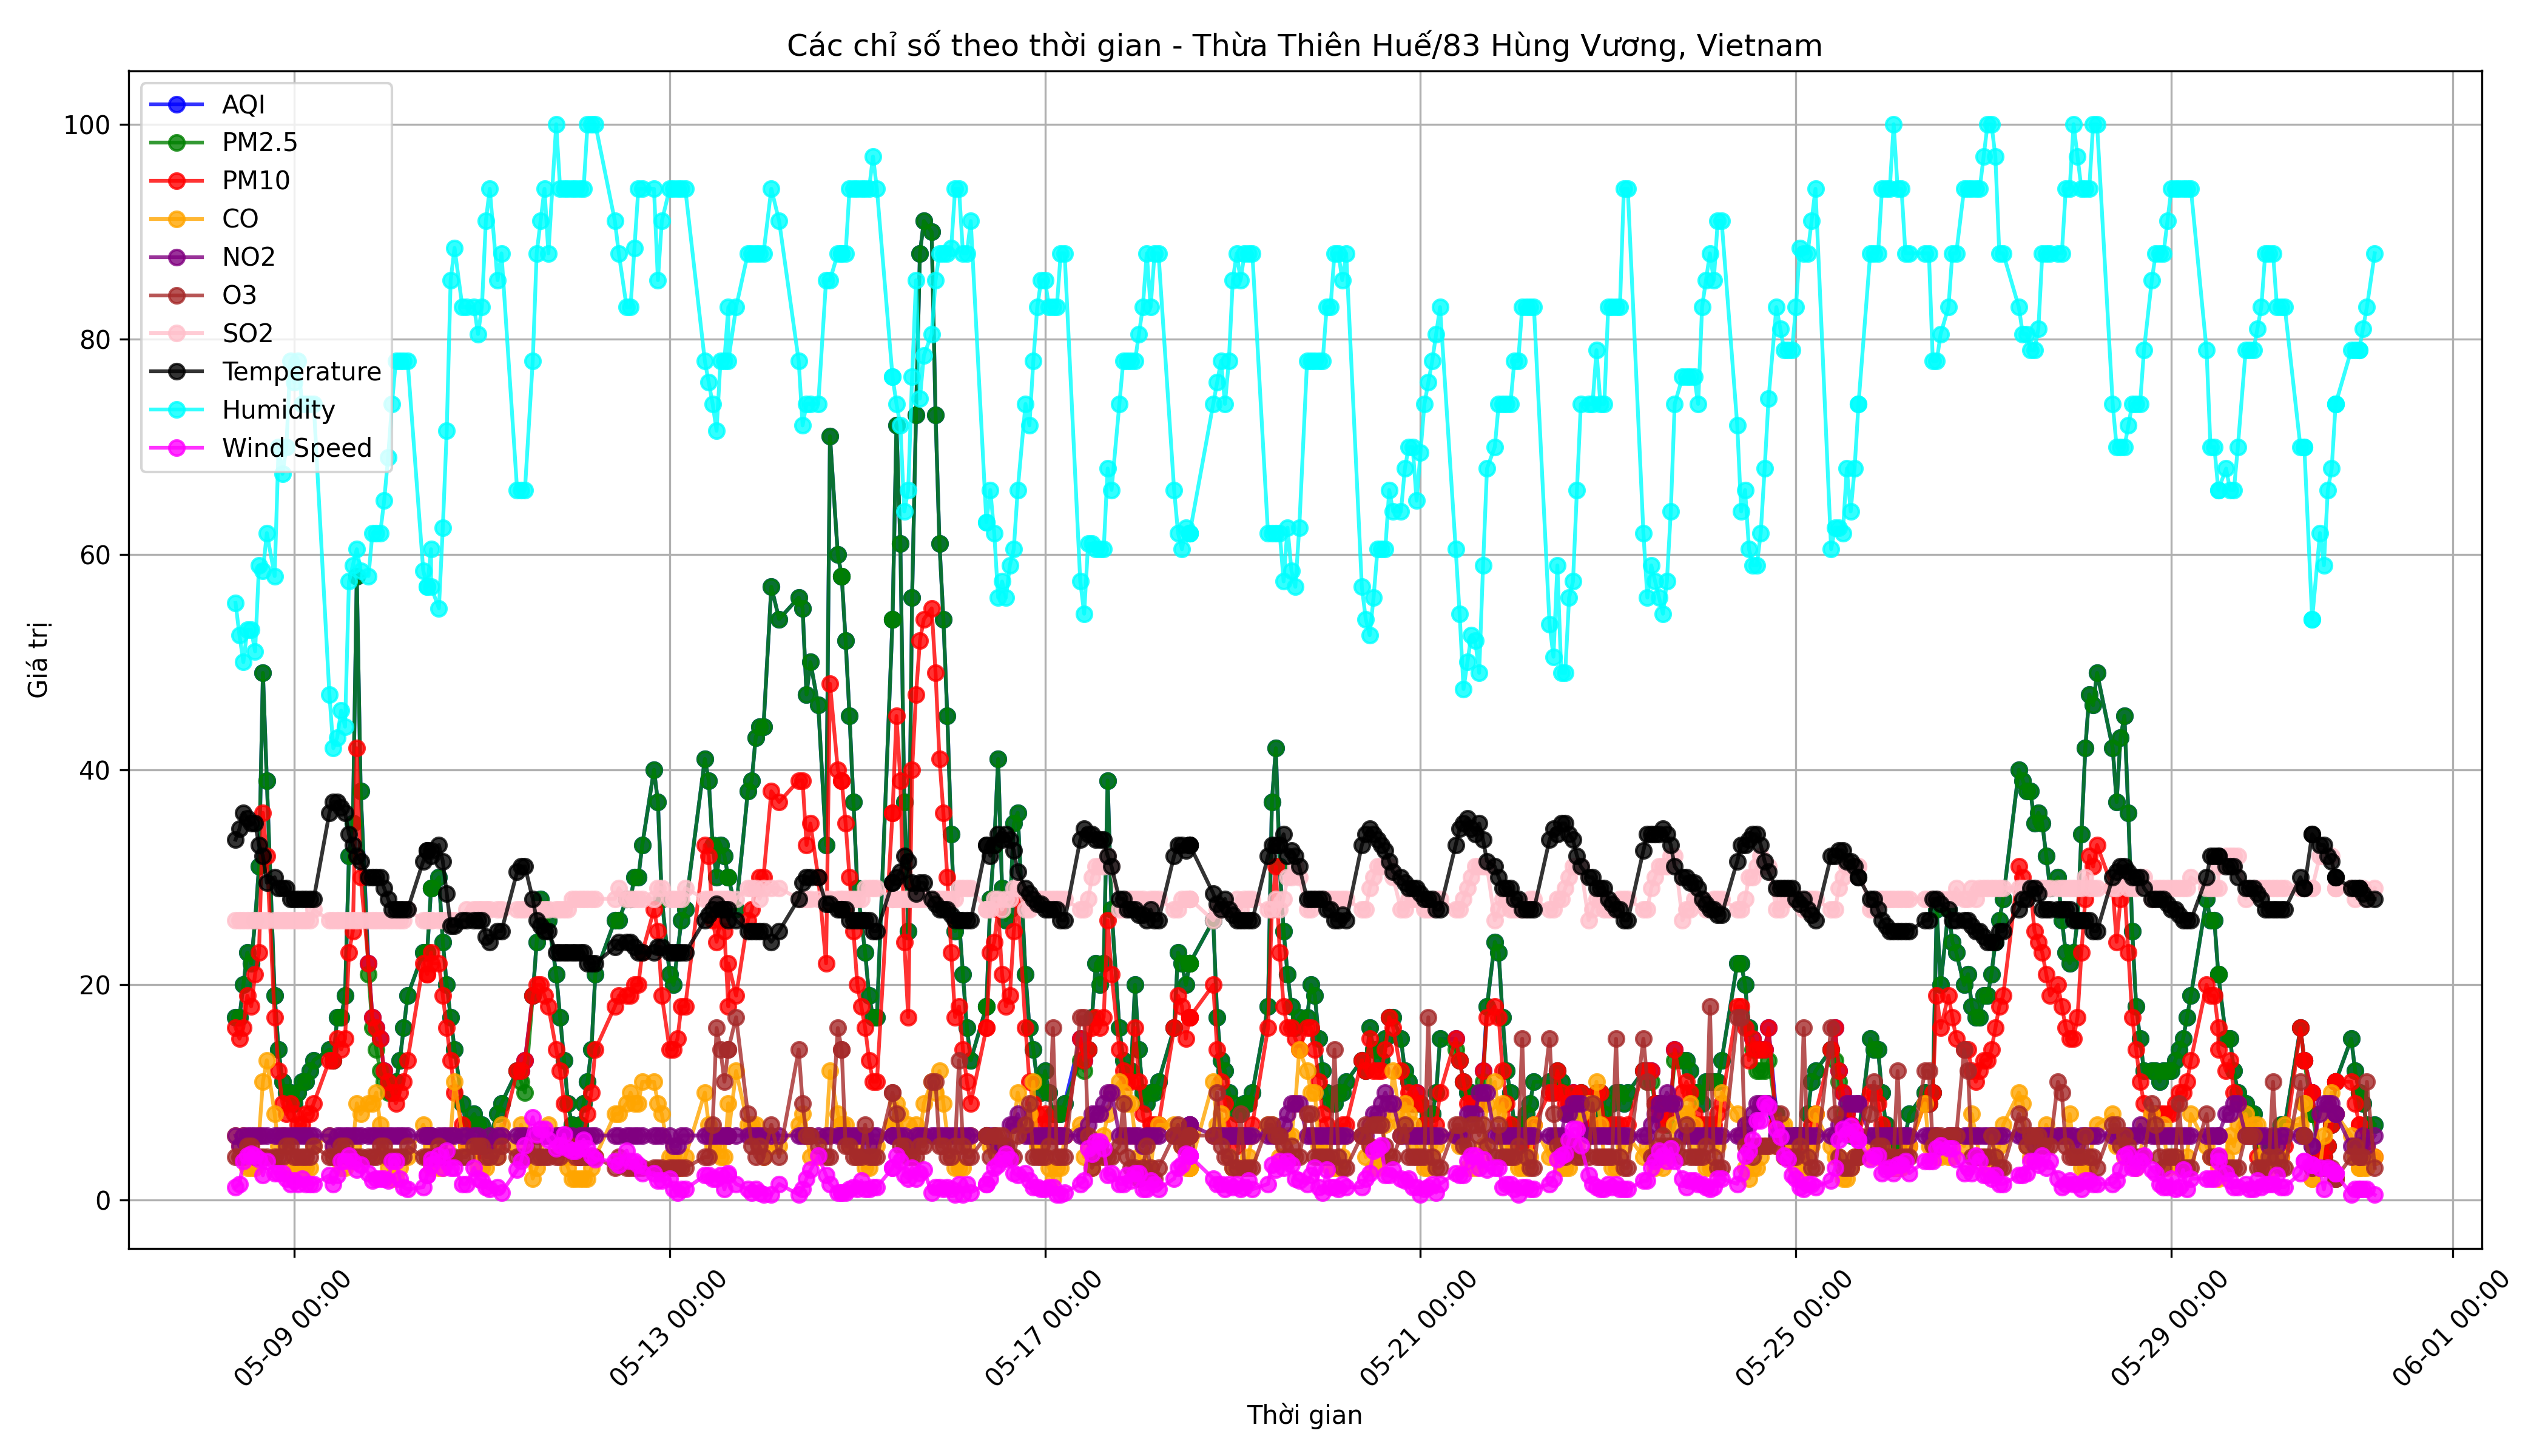 Các chỉ số theo thời gian - Thừa Thiên Huế/83 Hùng Vương, Vietnam
AQI
PM2.5
PM10
CO
NO2
O3
SO2
Temperature
Humidity
Wind Speed
Giá trị
100
80
60
40
20
0
05-09 00:00
05-13 00:00
05-17 00:00
05-21 00:00
05-25 00:00
05-29 00:00
06-01 00:00
Thời gian